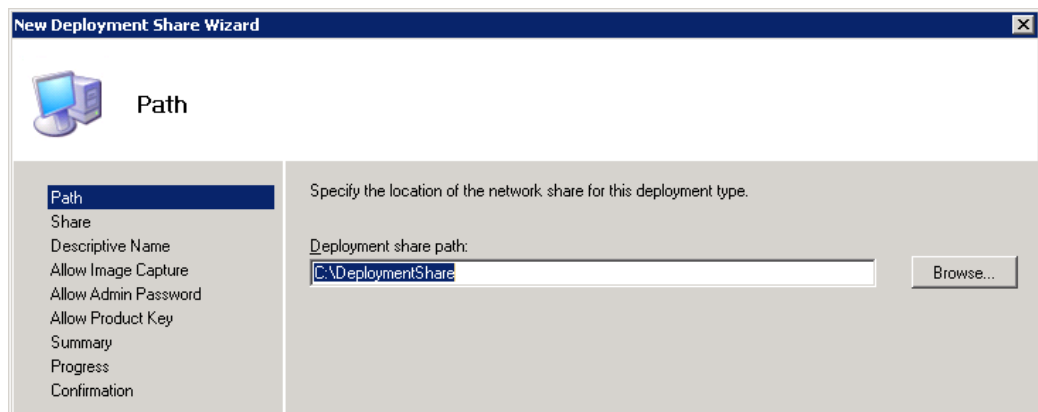 New Deployment Share Wizard
Path
Path
Share
Descriptive Name
Allow Image Capture
Allow Admin Password
Allow Product Key
Summary
Progress
Confirmation
Specify the location of the network share for this deployment type.
Deployment share path:
C:\DeploymentShare
Browse...